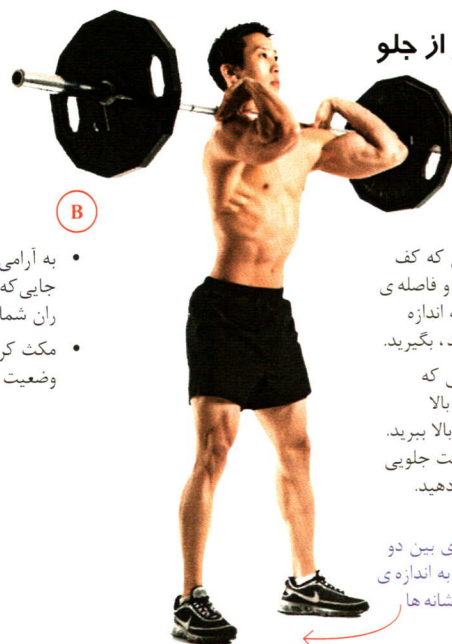 از جلو
که کف
و فاصله ی
اندازه
بگیرید.
که
بالا
بالا ببرید.
جلویی
دهید.
بین دو
به اندازه ی
شانه ها
B
• به آرامی
جایی که
ران شما
• مکث
وضعیت